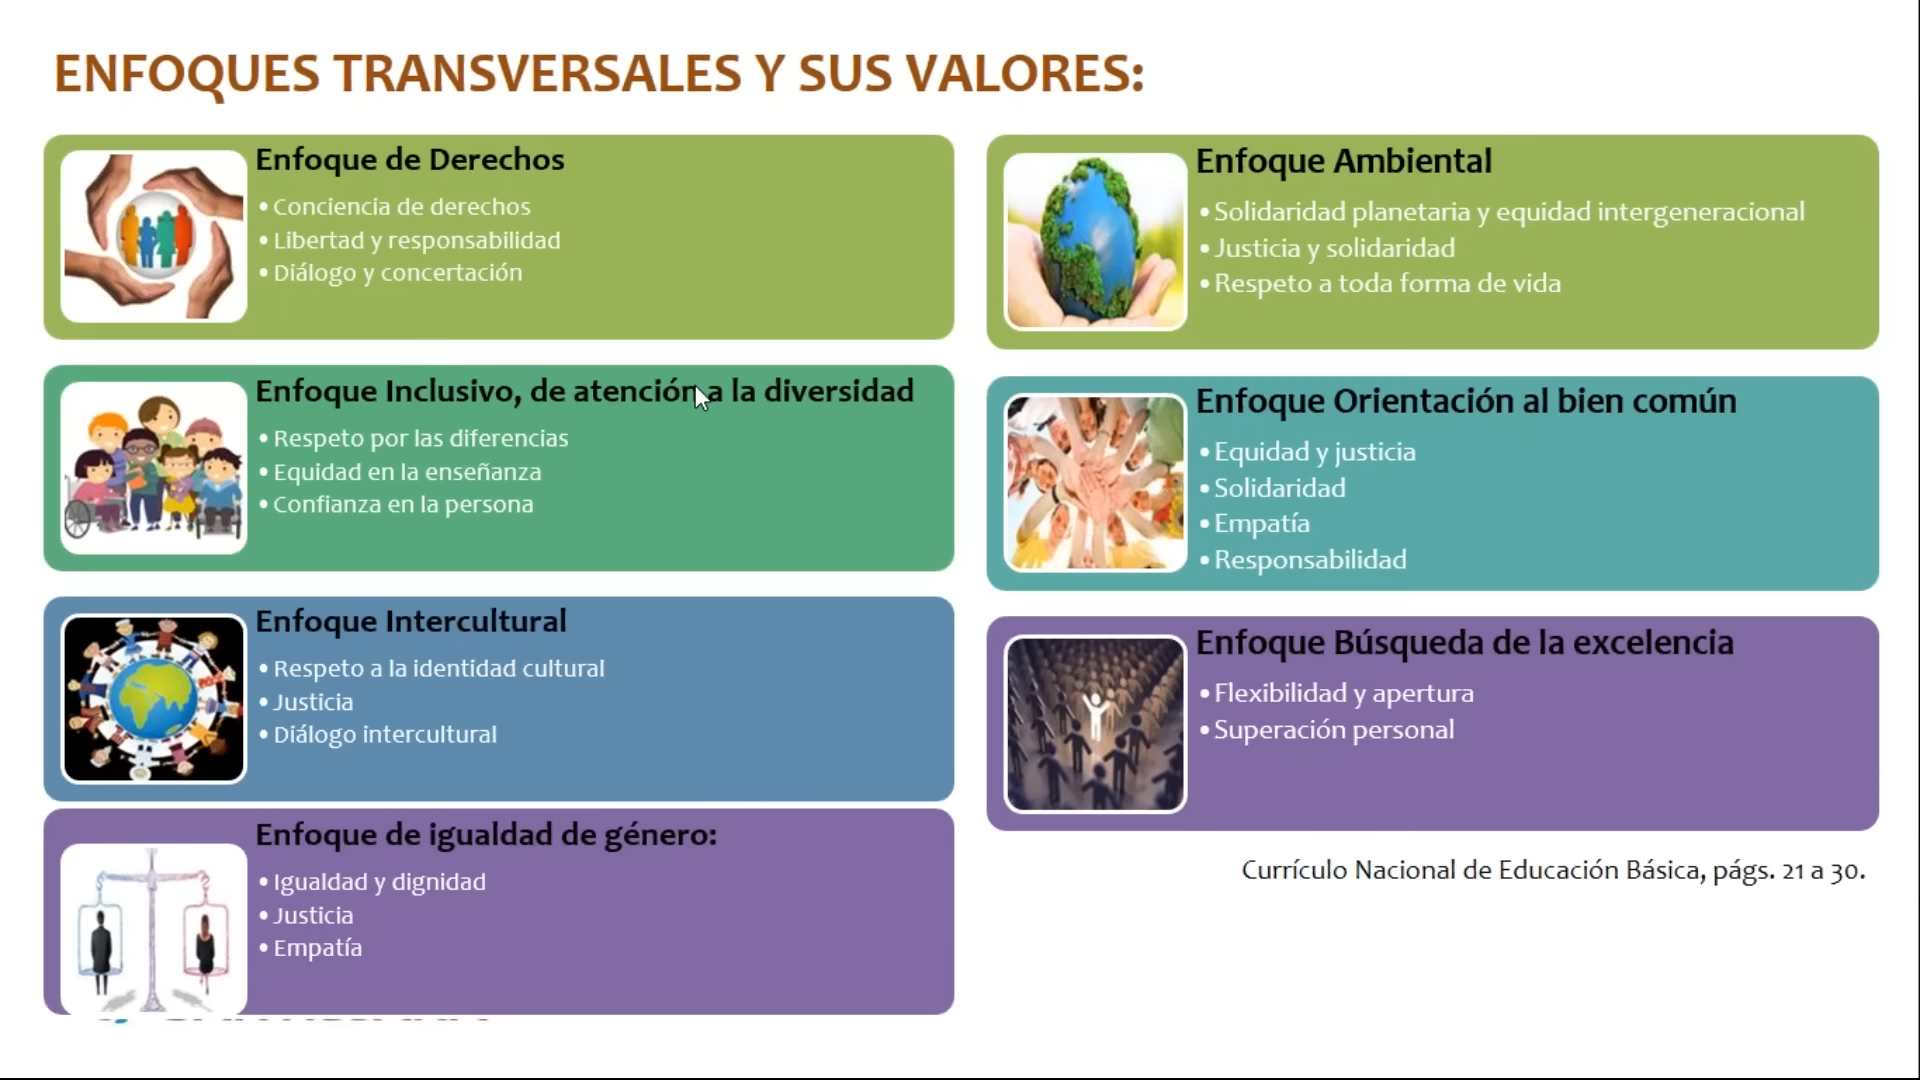 ENFOQUES TRANSVERSALES Y SUS VALORES:
Enfoque de Derechos
•Conciencia de derechos
•Libertad y responsabilidad
•Diálogo y concertación
Enfoque Inclusivo, de atención a la diversidad
•Respeto por las diferencias
•Equidad en la enseñanza
•Confianza en la persona
Enfoque Intercultural
•Respeto a la identidad cultural
•Justicia
•Diálogo intercultural
Enfoque de igualdad de género:
•Igualdad y dignidad
•Justicia
•Empatía
Enfoque Ambiental
•Solidaridad planetaria y equidad intergeneracional
•Justicia y solidaridad
•Respeto a toda forma de vida
Enfoque Orientación al bien común
•Equidad y justicia
•Solidaridad
•Empatía
•Responsabilidad
Enfoque Búsqueda de la excelencia
•Flexibilidad y apertura
•Superación personal
Currículo Nacional de Educación Básica, págs. 21 a 30.